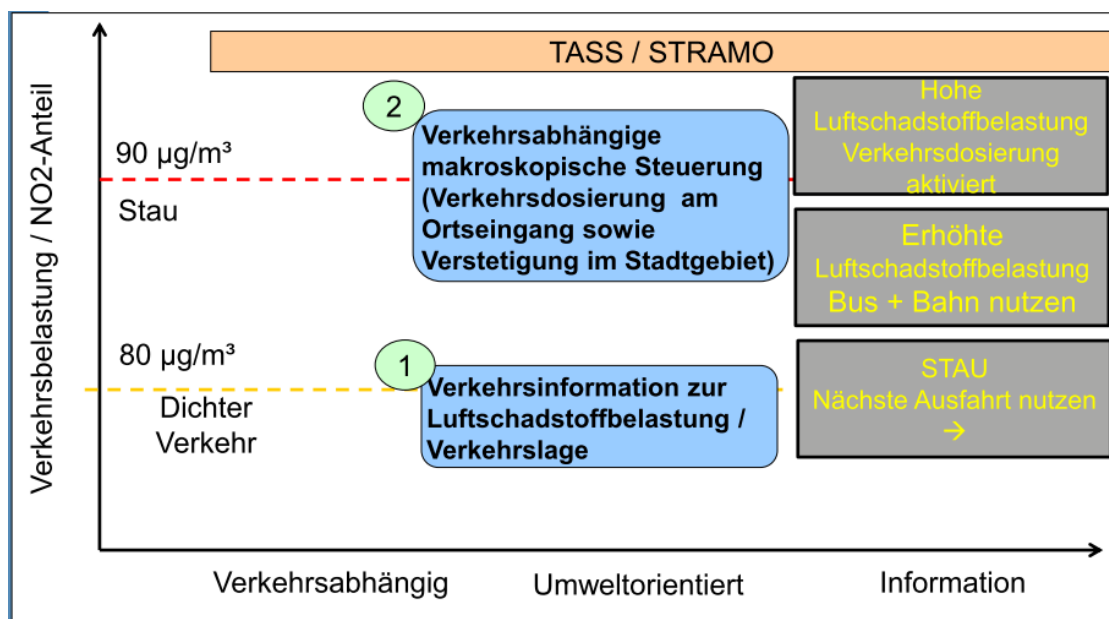 TASS / STRAMO
Verkehrsbelastung / NO2-Anteil
90 µg/m³
Stau
80 µg/m³
Dichter
Verkehr
2
Verkehrsabhängige
makroskopische Steuerung
(Verkehrsdosierung am
Ortseingang sowie
Verstetigung im Stadtgebiet)
1
Verkehrsinformation zur
Luftschadstoffbelastung /
Verkehrslage
Hohe
Luftschadstoffbelastung
Verkehrsdosierung
aktiviert
Erhöhte
Luftschadstoffbelastung
Bus + Bahn nutzen
STAU
Nächste Ausfahrt nutzen
→
Verkehrsabhängig
Umweltorientiert
Information